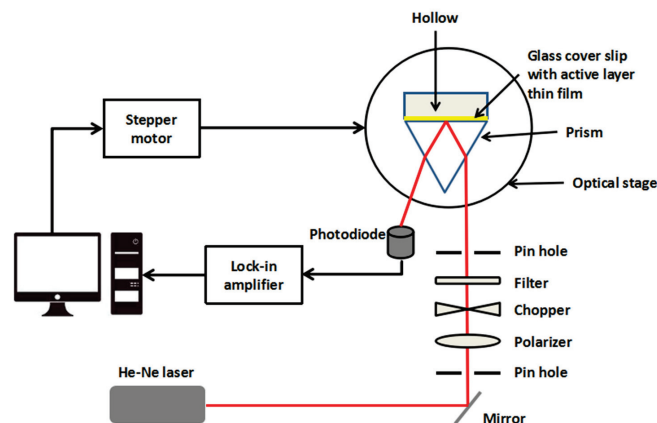 Hollow
Glass cover slip
with active layer
thin film
Stepper
motor
Prism
Optical stage
Photodiode
Lock-in
amplifier
Pin hole
Filter
Chopper
Polarizer
Pin hole
He-Ne laser
Mirror